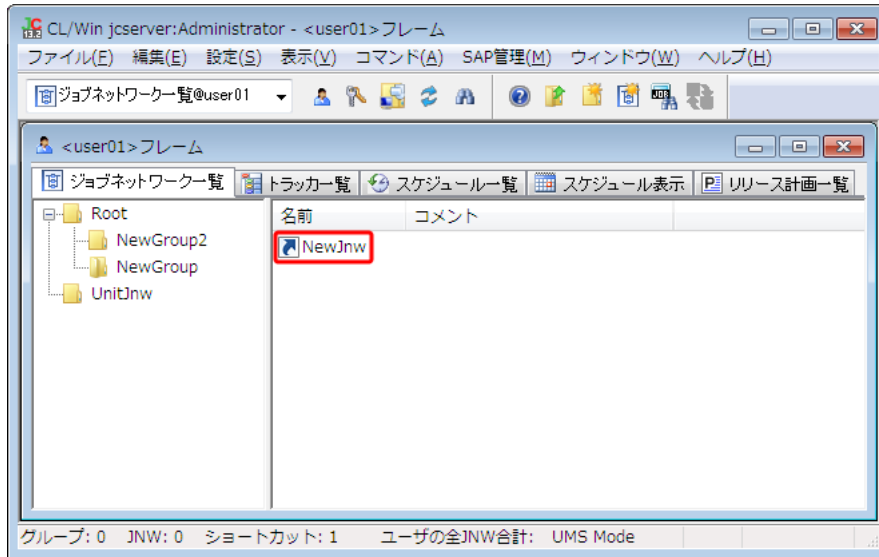 CL/Win jcserver:Administrator - <user01>フレーム
ファイル(F) 編集(E) 設定(S) 表示(V) コマンド(A) SAP管理(M) ウィンドウ(W) ヘルプ(H)
ジョブネットワーク一覧@user01
<user01>フレーム
ジョブネットワーク一覧 トラッカ一覧 スケジュール一覧 スケジュール表示 リリース計画一覧
Root
NewGroup2
NewGroup
UnitJnw
名前 コメント
NewJnw
グループ: 0 JNW: 0 ショートカット: 1 ユーザの全JNW合計: UMS Mode